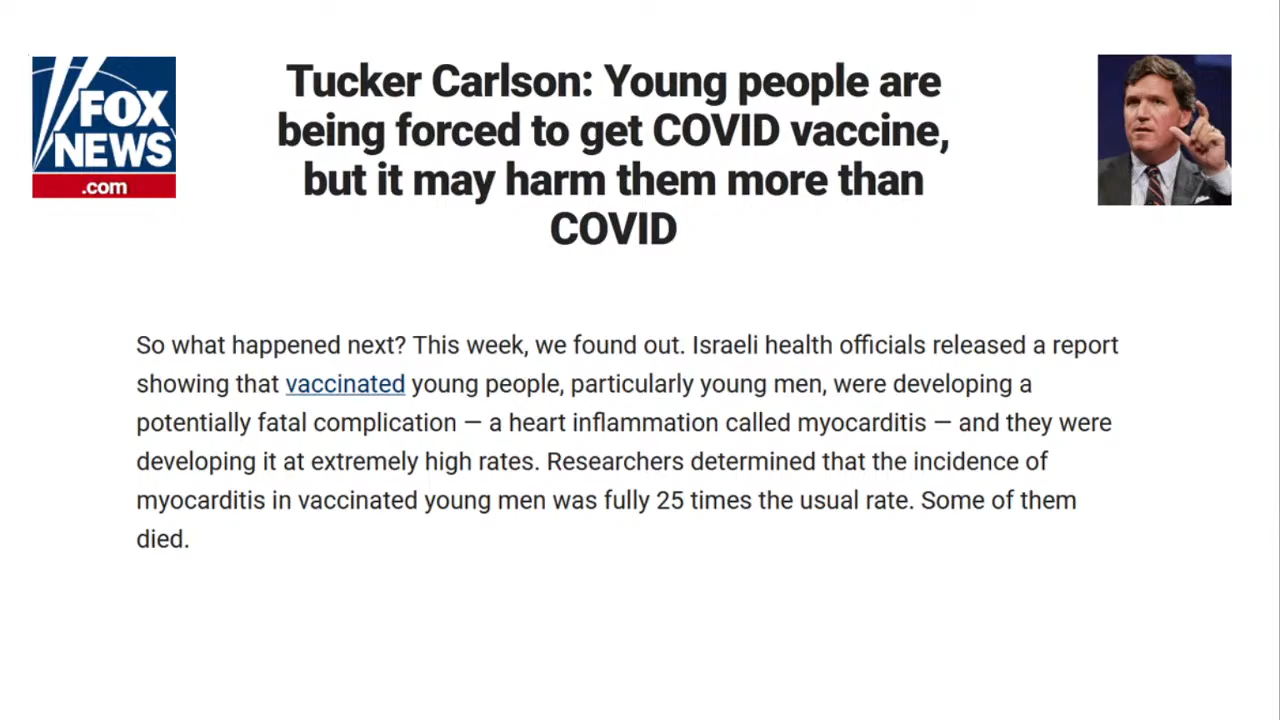 FOX
NEWS
.com
Tucker Carlson: Young people are
being forced to get COVID vaccine,
but it may harm them more than
COVID
So what happened next? This week, we found out. Israeli health officials released a report
showing that vaccinated young people, particularly young men, were developing a
potentially fatal complication — a heart inflammation called myocarditis — and they were
developing it at extremely high rates. Researchers determined that the incidence of
myocarditis in vaccinated young men was fully 25 times the usual rate. Some of them
died.